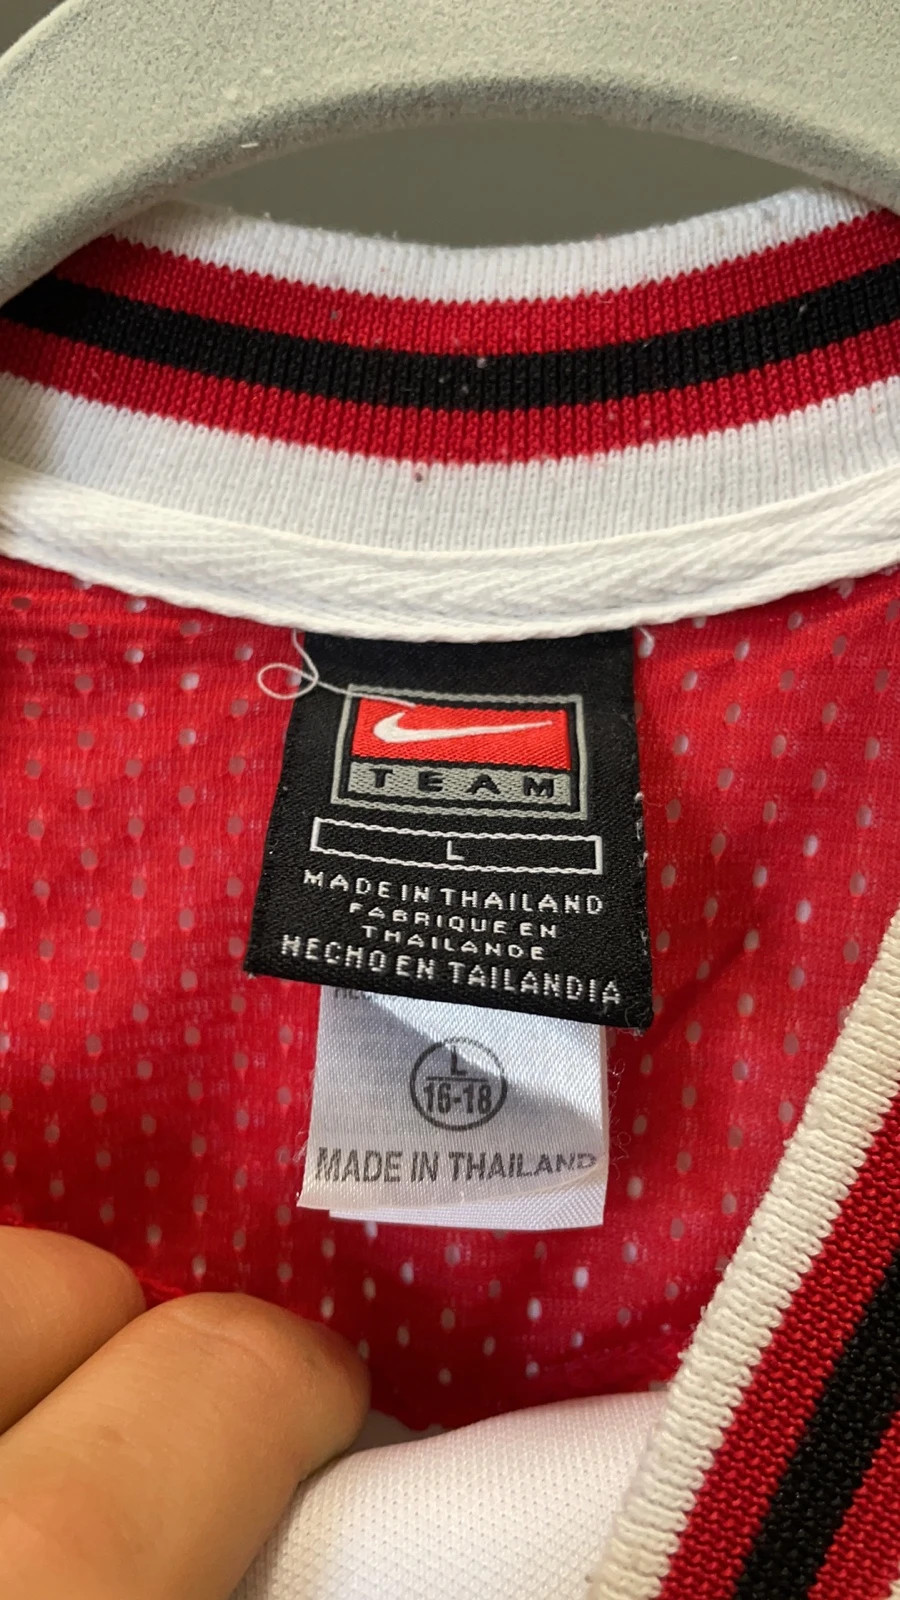 TEAM
L
MADE IN THAILAND
FABRIQUE EN
THAILANDE
HECHO EN TAILANDIA
L
16-18
MADE IN THAILAND